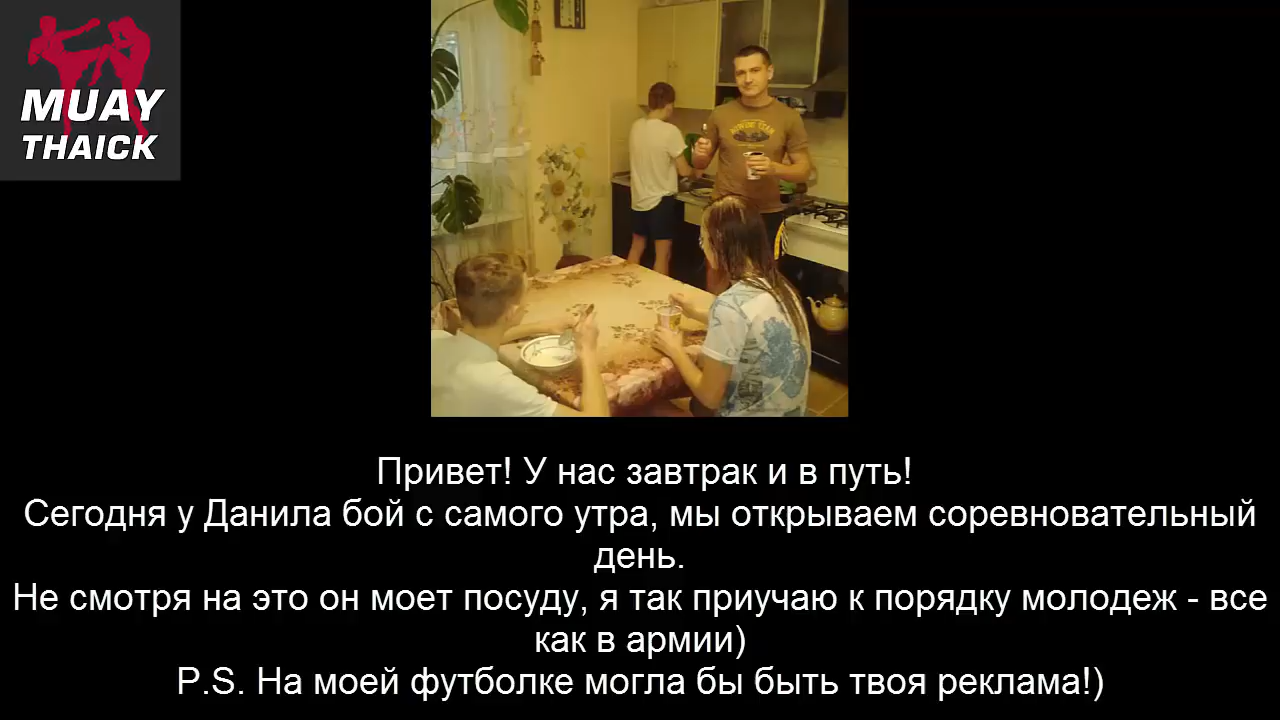 MUAY
THAICK
Привет! У нас завтрак и в путь!
Сегодня у Данила бой с самого утра, мы открываем соревновательный
день.
Не смотря на это он моет посуду, я так приучаю к порядку молодеж - все
как в армии)
P.S. На моей футболке могла бы быть твоя реклама!)